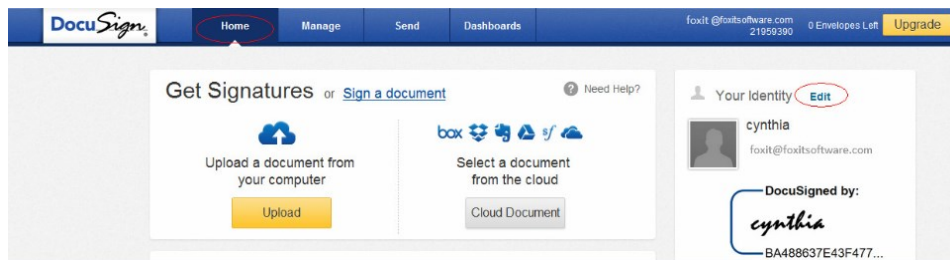 DocuSign
Home Manage Send Dashboards
foxit @foxitsoftware.com
21959390
0 Envelopes Left
Upgrade
Get Signatures or Sign a document
Need Help?
box
sf
Upload a document from
your computer
Upload
Select a document
from the cloud
Cloud Document
Your Identity Edit
cynthia
foxit@foxitsoftware.com
DocuSigned by:
cynthia
BA488637E43F477...